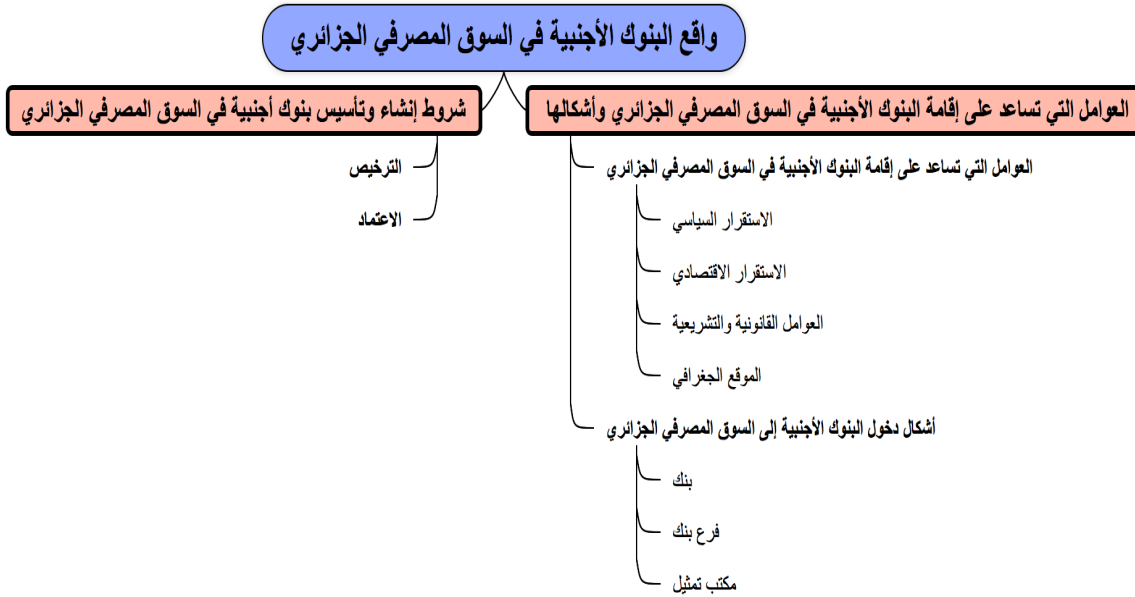 واقع البنوك الأجنبية في السوق المصرفي الجزائري
العوامل التي تساعد على إقامة البنوك الأجنبية في السوق المصرفي الجزائري وأشكالها
العوامل التي تساعد على إقامة البنوك الأجنبية في السوق المصرفي الجزائري
الاستقرار السياسي
الاستقرار الاقتصادي
العوامل القانونية والتشريعية
الموقع الجغرافي
أشكال دخول البنوك الأجنبية إلى السوق المصرفي الجزائري
بنك
فرع بنك
مكتب تمثيل
شروط إنشاء وتأسيس بنوك أجنبية في السوق المصرفي الجزائري
الترخيص
الاعتماد